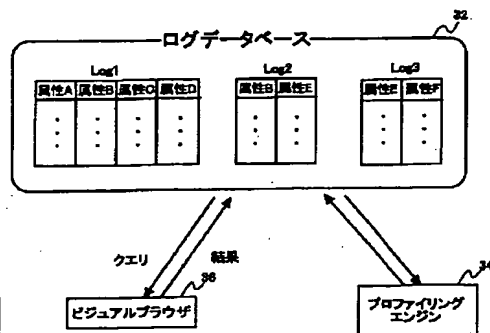 32
ログデータベース
Log1 Log2 Log3
属性A 属性B 属性C 属性D 属性B 属性E 属性E 属性F
クエリ 結果
36 34
ビジュアルブラウザ
プロファイリング
エンジン